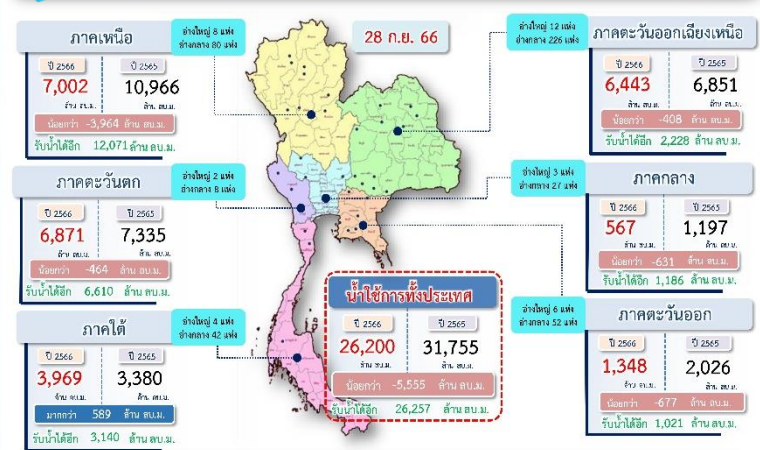 28 ก.ย. 66
ภาคเหนือ
อ่างใหญ่ 8 แห่ง
อ่างกลาง 80 แห่ง
ปี 2566 ปี 2565
7,002 10,966
ล้าน ลบ.ม. ล้าน ลบ.ม.
น้อยกว่า -3,964 ล้าน ลบ.ม.
รับน้ำได้อีก 12,071 ล้าน ลบ.ม.
อ่างใหญ่ 12 แห่ง
อ่างกลาง 226 แห่ง
ภาคตะวันออกเฉียงเหนือ
ปี 2566 ปี 2565
6,443 6,851
ล้าน ลบ.ม. ล้าน ลบ.ม.
น้อยกว่า -408 ล้าน ลบ.ม.
รับน้ำได้อีก 2,228 ล้าน ลบ.ม.
ภาคตะวันตก
อ่างใหญ่ 2 แห่ง
อ่างกลาง 8 แห่ง
ปี 2566 ปี 2565
6,871 7,335
ล้าน ลบ.ม. ล้าน ลบ.ม.
น้อยกว่า -464 ล้าน ลบ.ม.
รับน้ำได้อีก 6,610 ล้าน ลบ.ม.
อ่างใหญ่ 3 แห่ง
อ่างกลาง 27 แห่ง
ภาคกลาง
ปี 2566 ปี 2565
567 1,197
ล้าน ลบ.ม. ล้าน ลบ.ม.
น้อยกว่า -631 ล้าน ลบ.ม.
รับน้ำได้อีก 1,186 ล้าน ลบ.ม.
ภาคใต้
อ่างใหญ่ 4 แห่ง
อ่างกลาง 42 แห่ง
ปี 2566 ปี 2565
3,969 3,380
ล้าน ลบ.ม. ล้าน ลบ.ม.
มากกว่า 589 ล้าน ลบ.ม.
รับน้ำได้อีก 3,140 ล้าน ลบ.ม.
น้ำใช้การทั้งประเทศ
ปี 2566 ปี 2565
26,200 31,755
ล้าน ลบ.ม. ล้าน ลบ.ม.
น้อยกว่า -5,555 ล้าน ลบ.ม.
รับน้ำได้อีก 26,257 ล้าน ลบ.ม.
อ่างใหญ่ 6 แห่ง
อ่างกลาง 52 แห่ง
ภาคตะวันออก
ปี 2566 ปี 2565
1,348 2,026
ล้าน ลบ.ม. ล้าน ลบ.ม.
น้อยกว่า -677 ล้าน ลบ.ม.
รับน้ำได้อีก 1,021 ล้าน ลบ.ม.